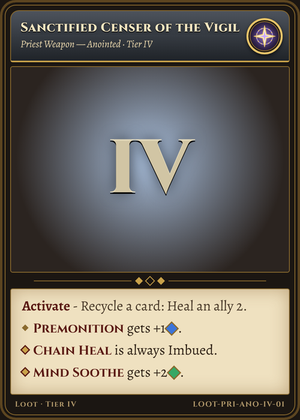 Sanctified Censer of the Vigil
Priest Weapon — Anointed · Tier IV
IV
Activate - Recycle a card: Heal an ally 2.
Premonition gets +1.
Chain Heal is always Imbued.
Mind Soothe gets +2.
Loot · Tier IV
LOOT-PRI-ANO-IV-01